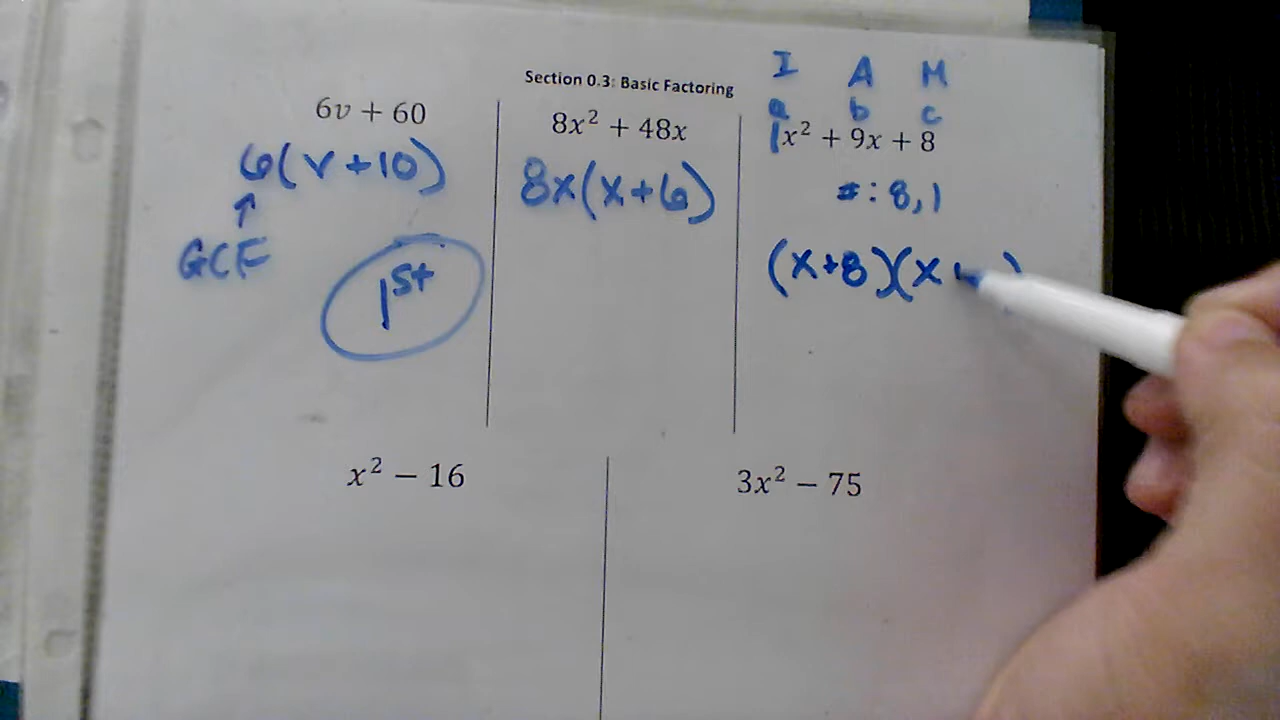 Section 0.3: Basic Factoring
6v + 60
6(v+10)
↑
GCF
1st
8x² + 48x
8x(x+6)
I A M
a b c
1x² + 9x + 8
#: 8,1
(x+8)(x+ )
x² − 16
3x² − 75